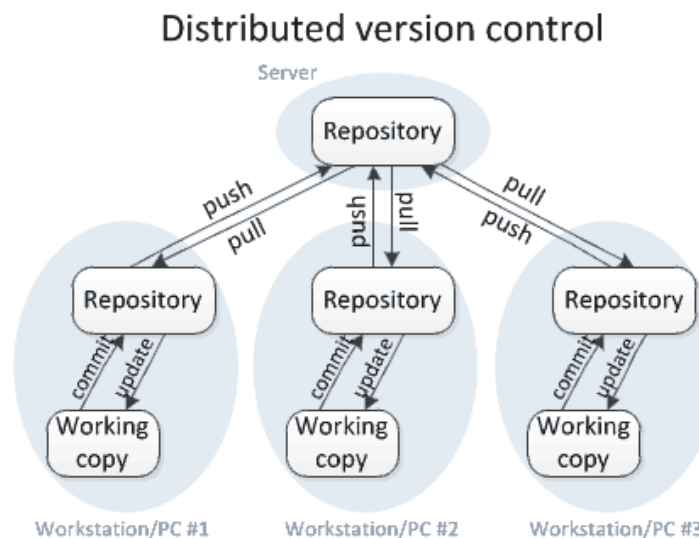 Distributed version control
Server
Repository
push
pull
push
pull
pull
push
Repository
Repository
Repository
commit
update
commit
update
commit
update
Working
copy
Working
copy
Working
copy
Workstation/PC #1
Workstation/PC #2
Workstation/PC #3